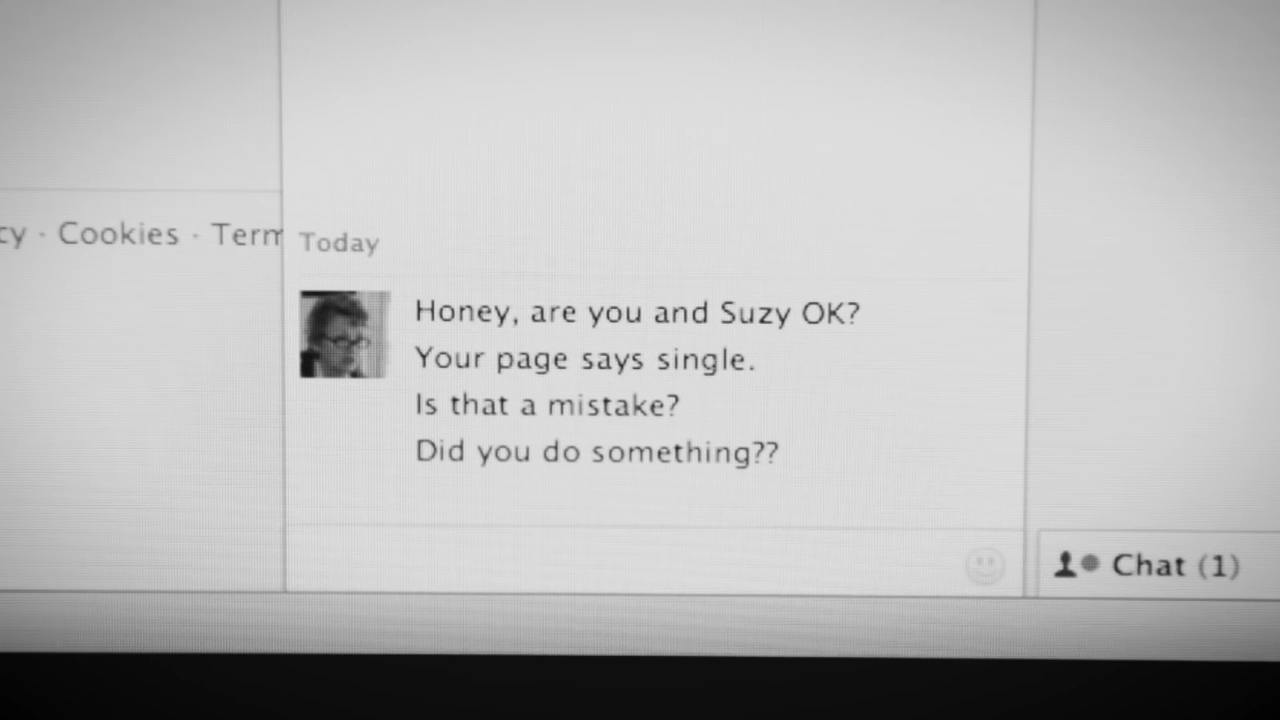 cy · Cookies · Term
Today
Honey, are you and Suzy OK?
Your page says single.
Is that a mistake?
Did you do something??
Chat (1)